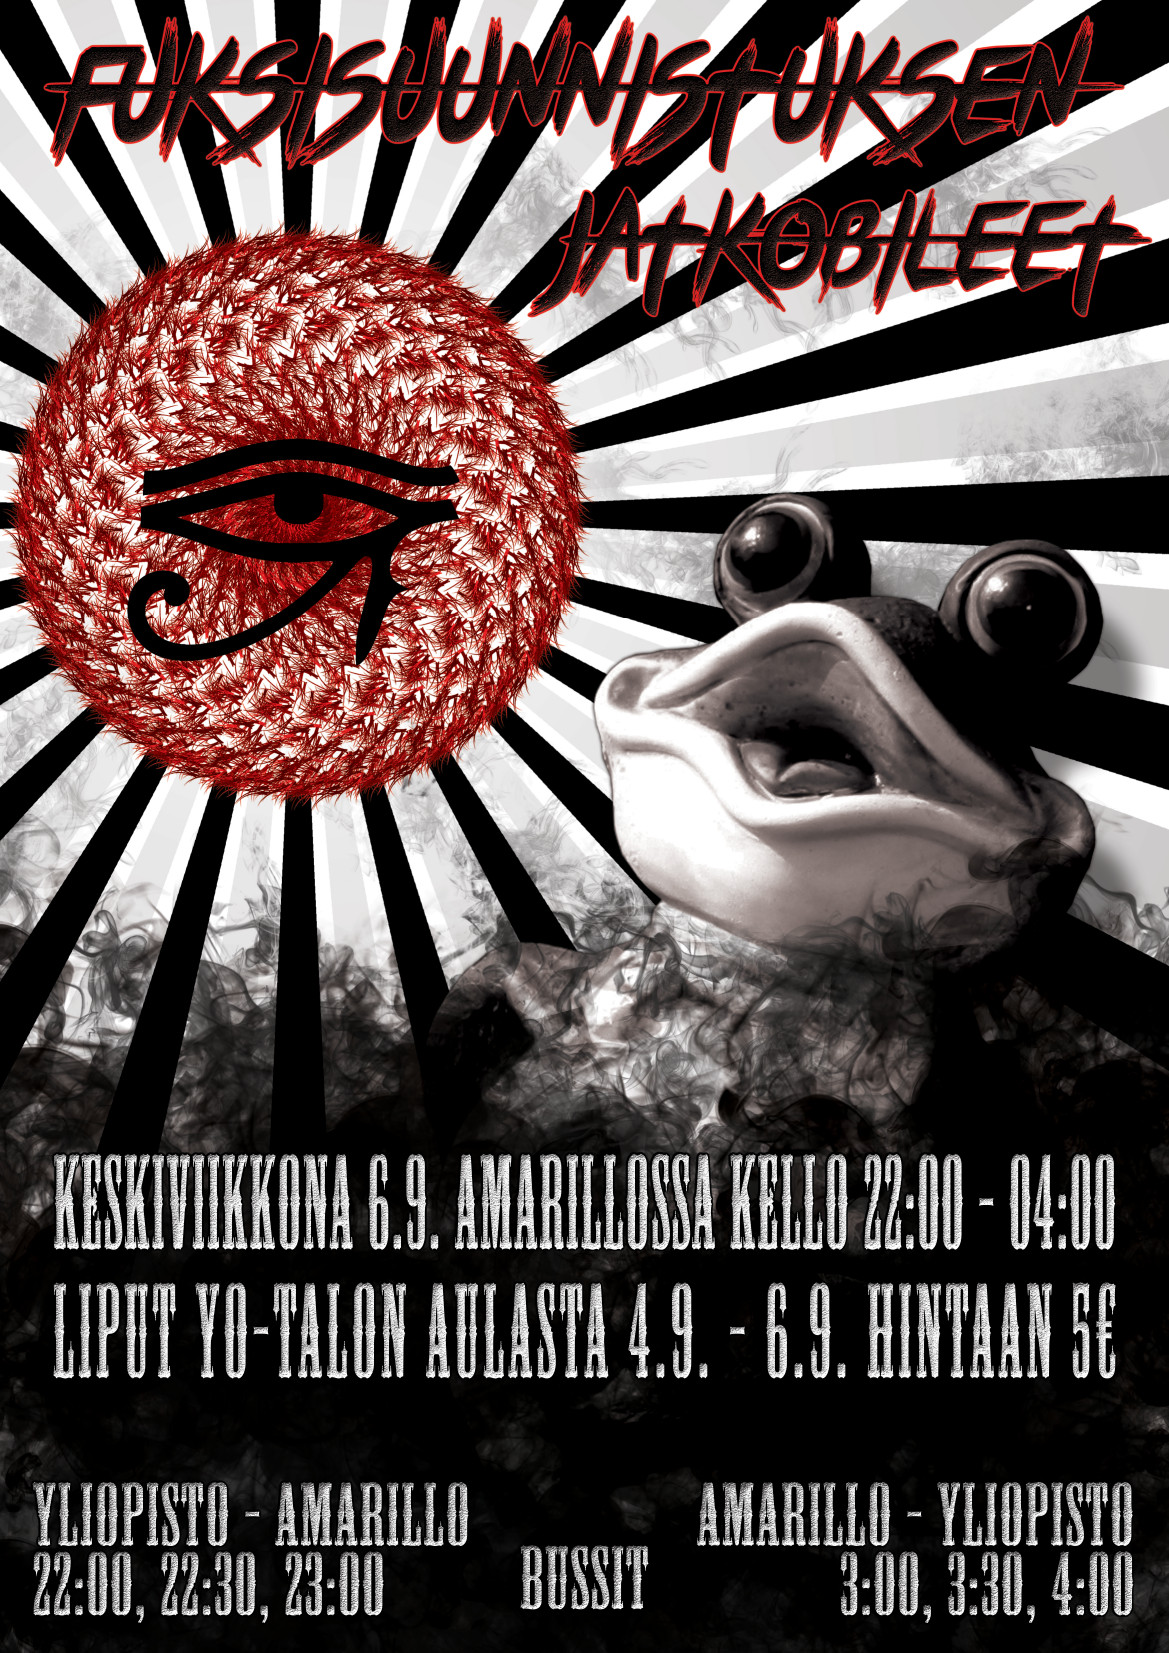 FUKSISUUNNISTUKSEN
JATKOBILEET
KESKIVIIKKONA 6.9. AMARILLOSSA KELLO 22:00 - 04:00
LIPUT YO-TALON AULASTA 4.9. - 6.9. HINTAAN 5€
YLIOPISTO - AMARILLO
22:00, 22:30, 23:00
BUSSIT
AMARILLO - YLIOPISTO
3:00, 3:30, 4:00